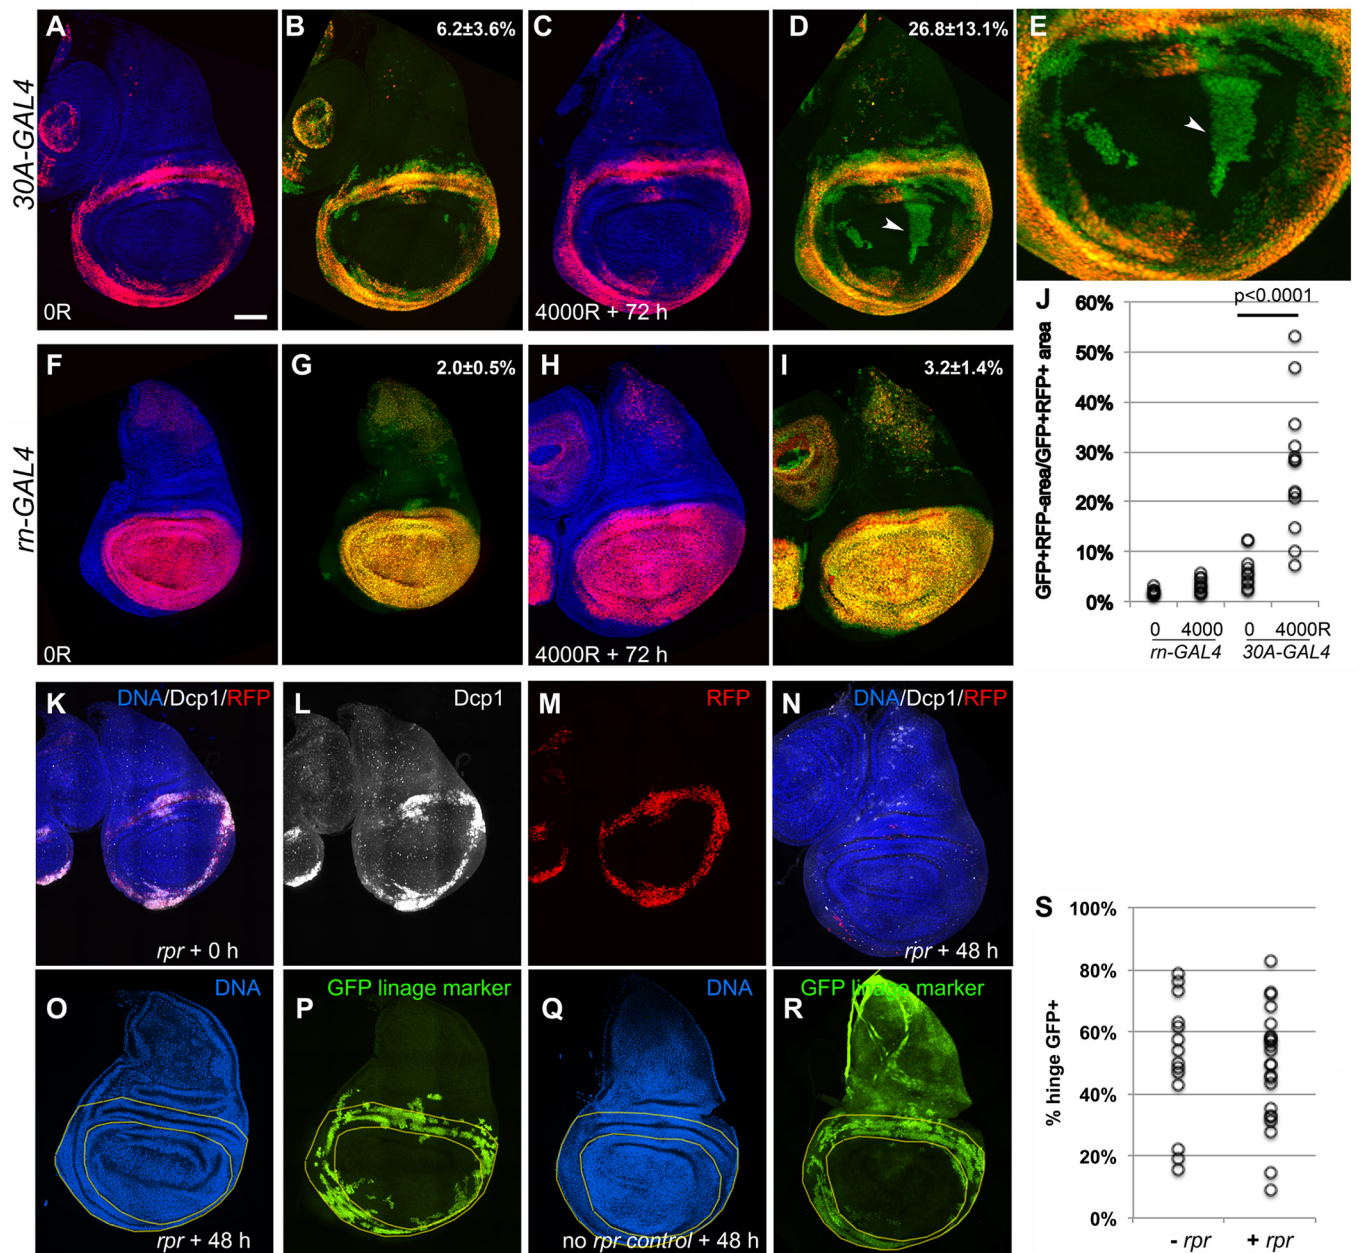 30A-GAL4
A
0R
B
6.2±3.6%
C
4000R + 72 h
D
26.8±13.1%
E
rn-GAL4
F
0R
G
2.0±0.5%
H
4000R + 72 h
I
3.2±1.4%
J
p<0.0001
GFP+RFP-area/GFP+RFP+ area
60%
50%
40%
30%
20%
10%
0%
0 4000 0 4000R
rn-GAL4 30A-GAL4
K
DNA/Dcp1/RFP
rpr + 0 h
L
Dcp1
M
RFP
N
DNA/Dcp1/RFP
rpr + 48 h
O
DNA
rpr + 48 h
P
GFP linage marker
Q
DNA
no rpr control + 48 h
R
GFP linage marker
S
% hinge GFP+
100%
80%
60%
40%
20%
0%
- rpr + rpr